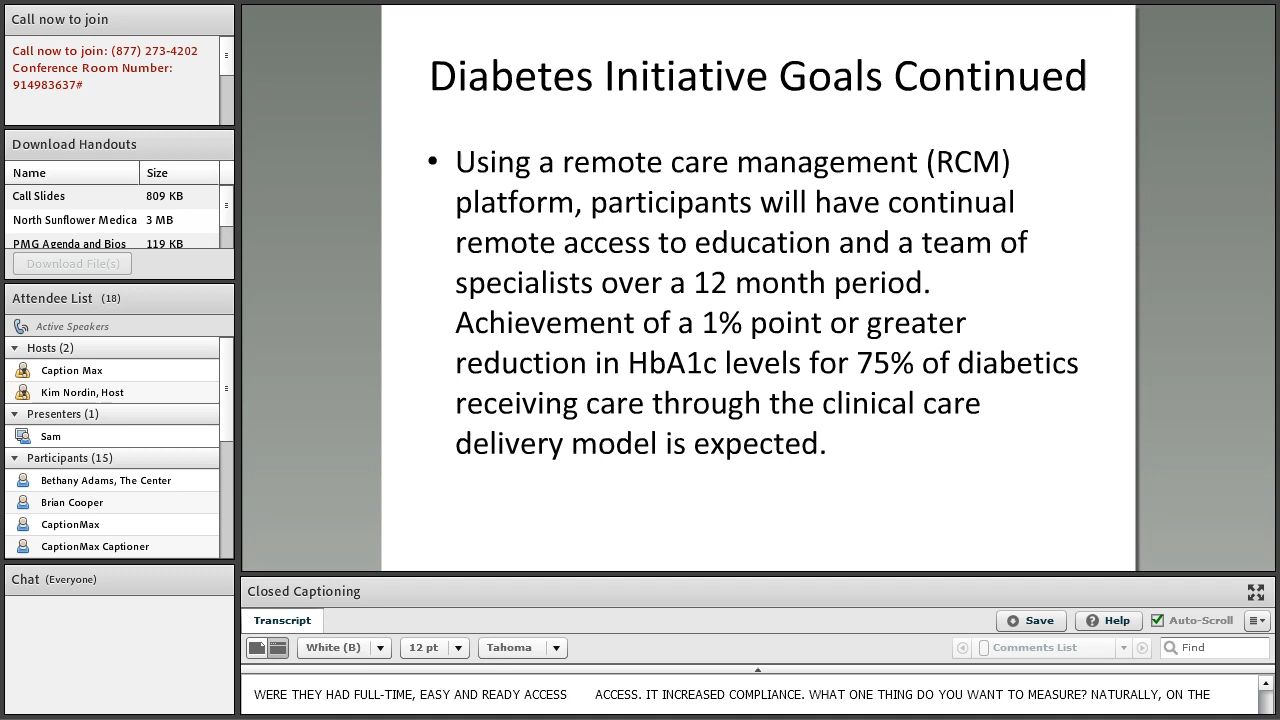 Call now to join
Call now to join: (877) 273-4202
Conference Room Number:
914983637#
Download Handouts
Name Size
Call Slides 809 KB
North Sunflower Medica 3 MB
PMG Agenda and Bios 119 KB
Download File(s)
Attendee List (18)
Active Speakers
Hosts (2)
Caption Max
Kim Nordin, Host
Presenters (1)
Sam
Participants (15)
Bethany Adams, The Center
Brian Cooper
CaptionMax
CaptionMax Captioner
Chat (Everyone)
Diabetes Initiative Goals Continued
• Using a remote care management (RCM)
platform, participants will have continual
remote access to education and a team of
specialists over a 12 month period.
Achievement of a 1% point or greater
reduction in HbA1c levels for 75% of diabetics
receiving care through the clinical care
delivery model is expected.
Closed Captioning
Transcript Save Help Auto-Scroll
White (B) 12 pt Tahoma Comments List Find
WERE THEY HAD FULL-TIME, EASY AND READY ACCESS ACCESS. IT INCREASED COMPLIANCE. WHAT ONE THING DO YOU WANT TO MEASURE? NATURALLY, ON THE